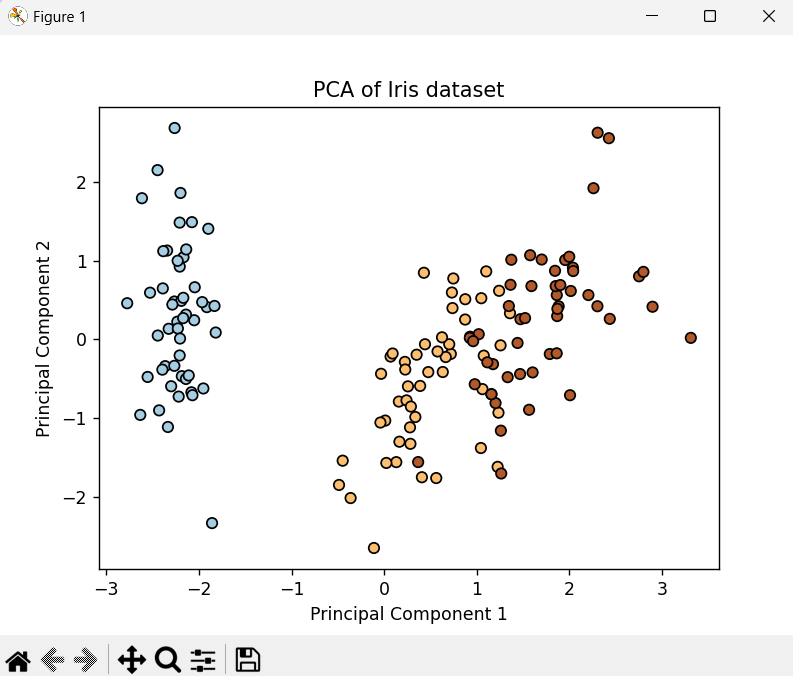 Figure 1
PCA of Iris dataset
Principal Component 2
2
1
0
−1
−2
−3 −2 −1 0 1 2 3
Principal Component 1